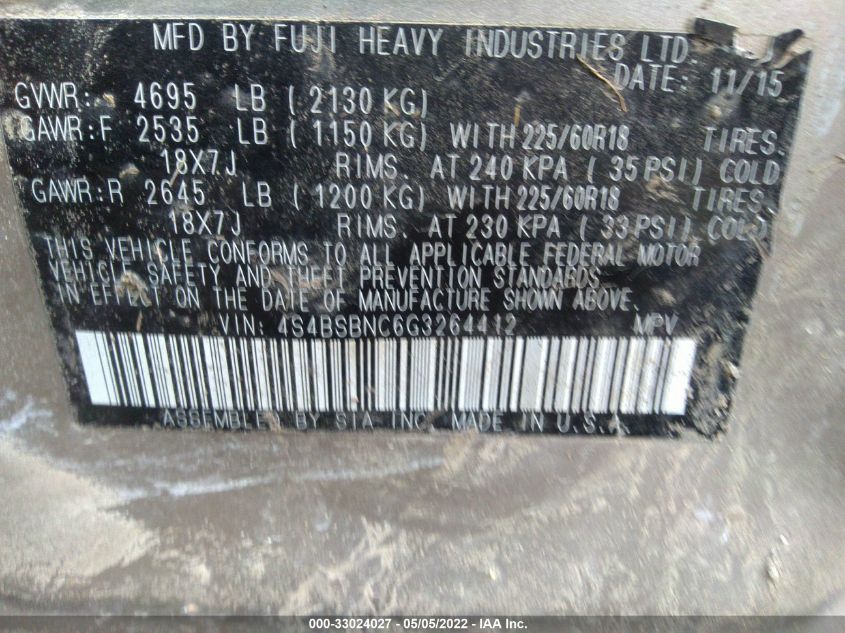 MFD BY FUJI HEAVY INDUSTRIES LTD.
DATE: 11/15
GVWR: 4695 LB ( 2130 KG)
GAWR:F 2535 LB ( 1150 KG) WITH 225/60R18 TIRES.
18X7J RIMS. AT 240 KPA ( 35 PSI) COLD
GAWR:R 2645 LB ( 1200 KG) WITH 225/60R18 TIRES.
18X7J RIMS. AT 230 KPA ( 33 PSI) COLD
THIS VEHICLE CONFORMS TO ALL APPLICABLE FEDERAL MOTOR
VEHICLE SAFETY AND THEFT PREVENTION STANDARDS
IN EFFECT ON THE DATE OF MANUFACTURE SHOWN ABOVE.
VIN: 4S4BSBNC6G3264412 MPV
ASSEMBLED BY SIA INC. MADE IN U.S.A.
000-33024027 - 05/05/2022 - IAA Inc.